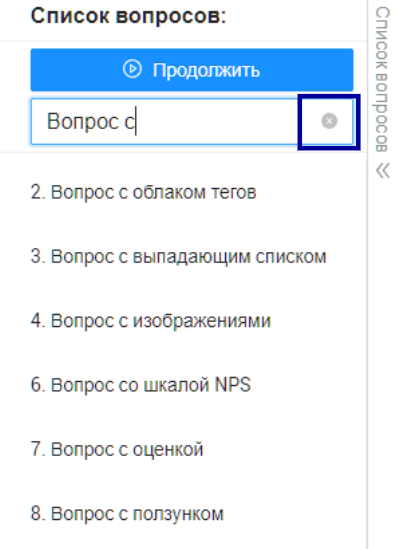 Список вопросов:
Продолжить
Вопрос с
2. Вопрос с облаком тегов
3. Вопрос с выпадающим списком
4. Вопрос с изображениями
6. Вопрос со шкалой NPS
7. Вопрос с оценкой
8. Вопрос с ползунком
Список вопросов